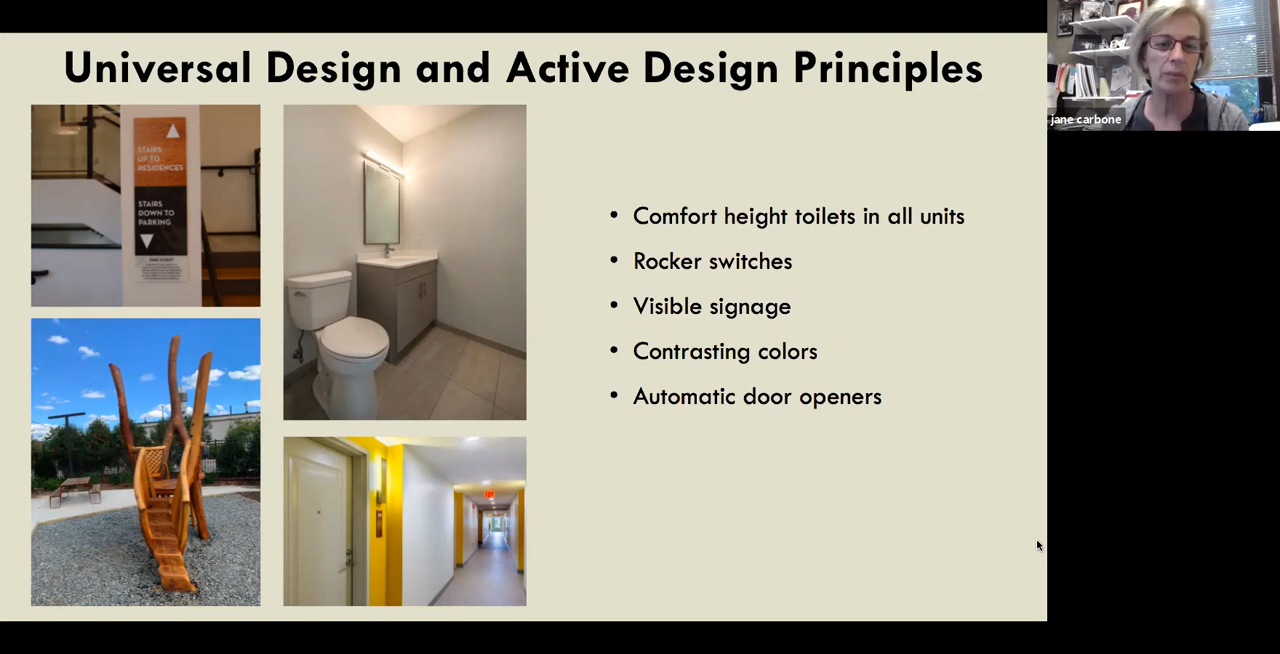 Universal Design and Active Design Principles
jane carbone
STAIRS
UP TO
RESIDENCES
STAIRS
DOWN TO
PARKING
• Comfort height toilets in all units
• Rocker switches
• Visible signage
• Contrasting colors
• Automatic door openers